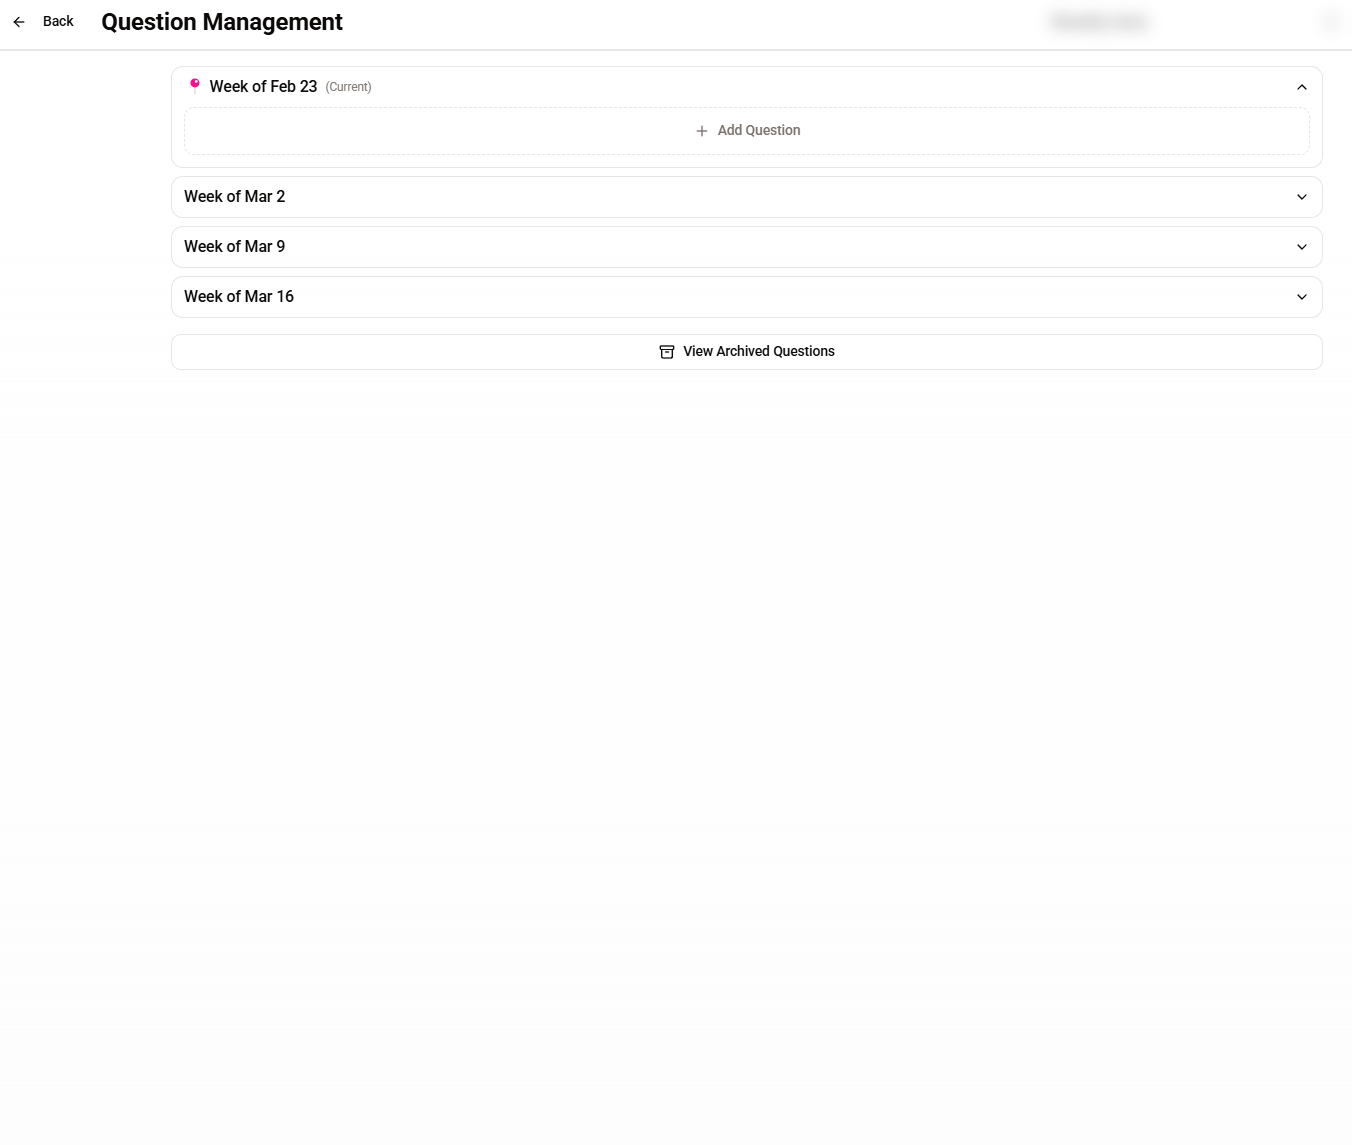 Back
Question Management
Week of Feb 23 (Current)
Add Question
Week of Mar 2
Week of Mar 9
Week of Mar 16
View Archived Questions